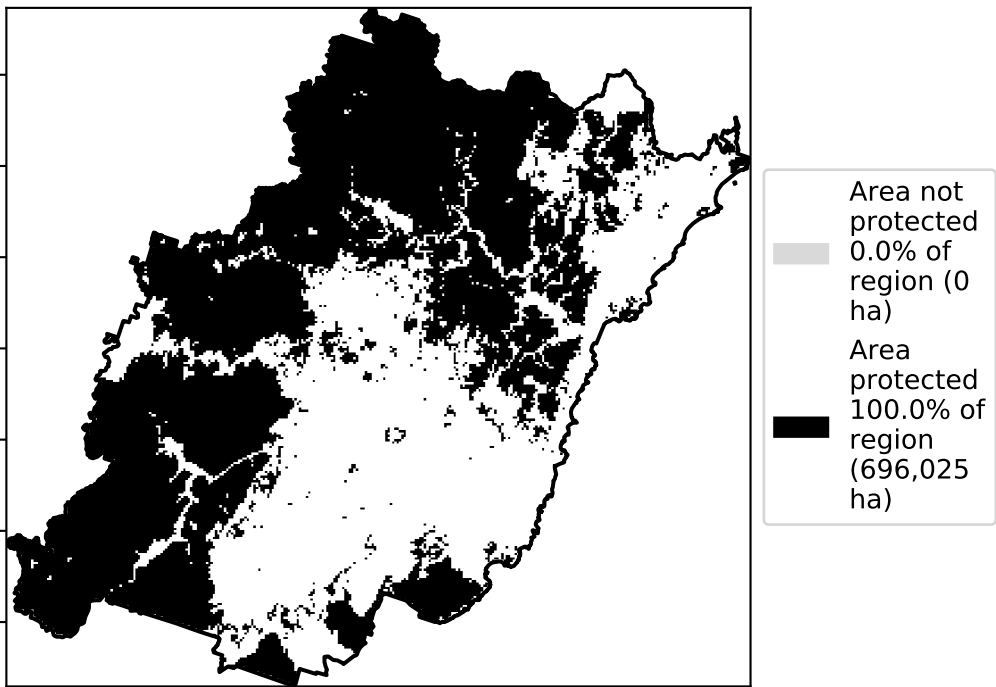 Area not
protected
0.0% of
region (0
ha)
Area
protected
100.0% of
region
(696,025
ha)